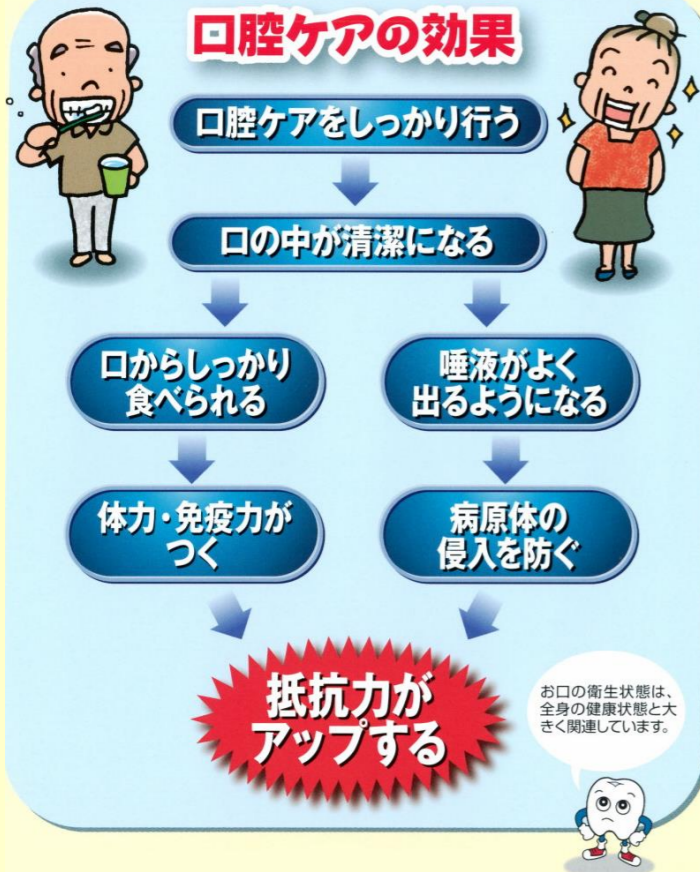 口腔ケアの効果
口腔ケアをしっかり行う
口の中が清潔になる
口からしっかり
食べられる
唾液がよく
出るようになる
体力・免疫力が
つく
病原体の
侵入を防ぐ
抵抗力が
アップする
お口の衛生状態は、
全身の健康状態と大
きく関連しています。